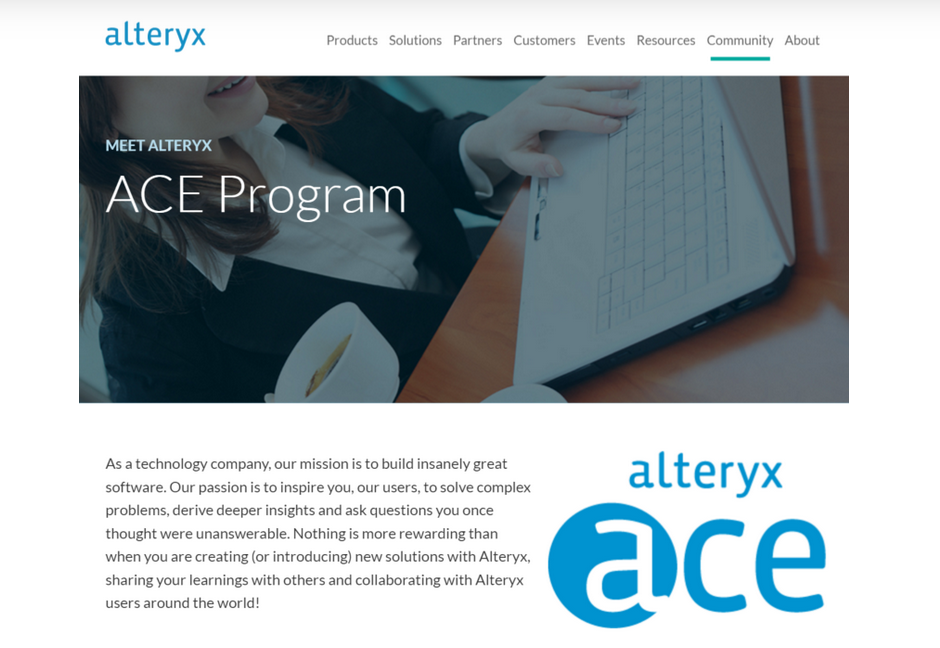 alteryx
Products Solutions Partners Customers Events Resources Community About
MEET ALTERYX
ACE Program
As a technology company, our mission is to build insanely great
software. Our passion is to inspire you, our users, to solve complex
problems, derive deeper insights and ask questions you once
thought were unanswerable. Nothing is more rewarding than
when you are creating (or introducing) new solutions with Alteryx,
sharing your learnings with others and collaborating with Alteryx
users around the world!
alteryx
ace